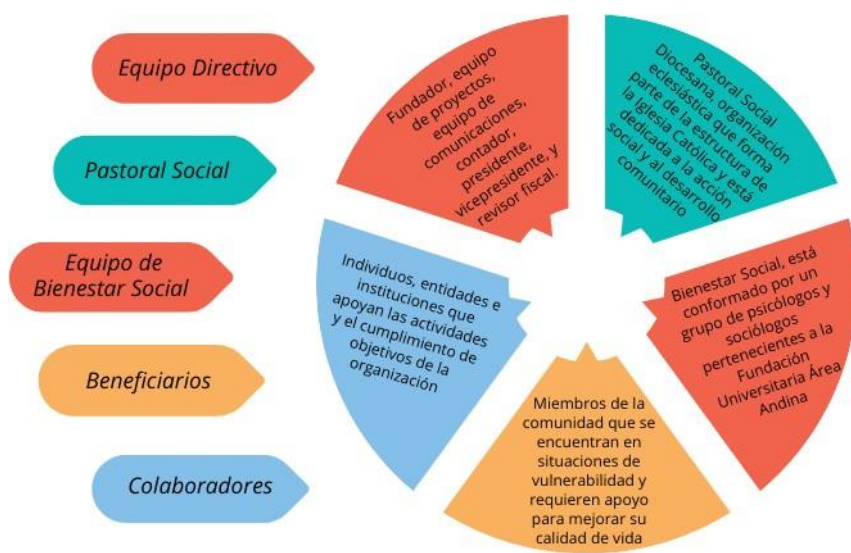 Equipo Directivo
Pastoral Social
Equipo de
Bienestar Social
Beneficiarios
Colaboradores
Fundador, equipo
de proyectos,
equipo de
comunicaciones,
contador,
presidente,
vicepresidente, y
revisor fiscal.
Pastoral Social
Diocesana, organización
eclesiástica que forma
parte de la estructura de
la Iglesia Católica y está
dedicada a la acción
social y al desarrollo
comunitario
Bienestar Social, está
conformado por un
grupo de psicólogos y
sociólogos
pertenecientes a la
Fundación
Universitaria Área
Andina
Miembros de la
comunidad que se
encuentran en
situaciones de
vulnerabilidad y
requieren apoyo
para mejorar su
calidad de vida
Individuos, entidades e
instituciones que
apoyan las actividades
y el cumplimiento de
objetivos de la
organización